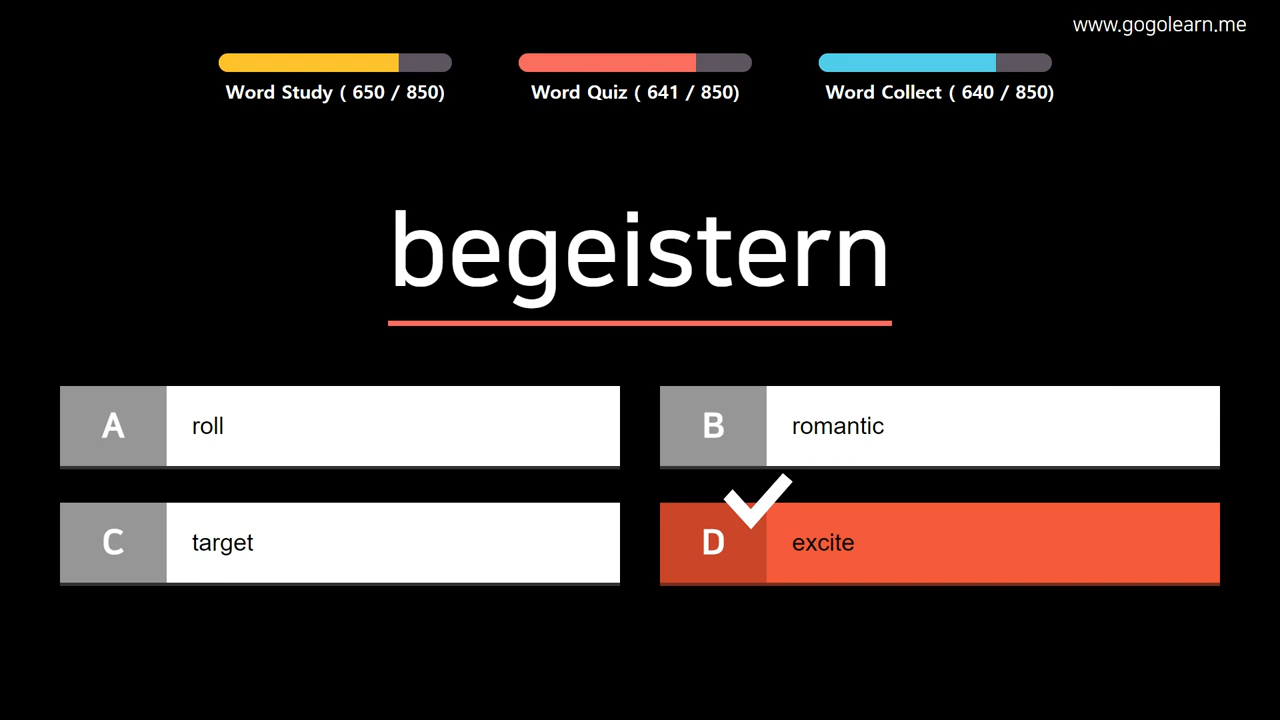 www.gogolearn.me
Word Study ( 650 / 850)
Word Quiz ( 641 / 850)
Word Collect ( 640 / 850)
begeistern
A roll
B romantic
C target
D excite